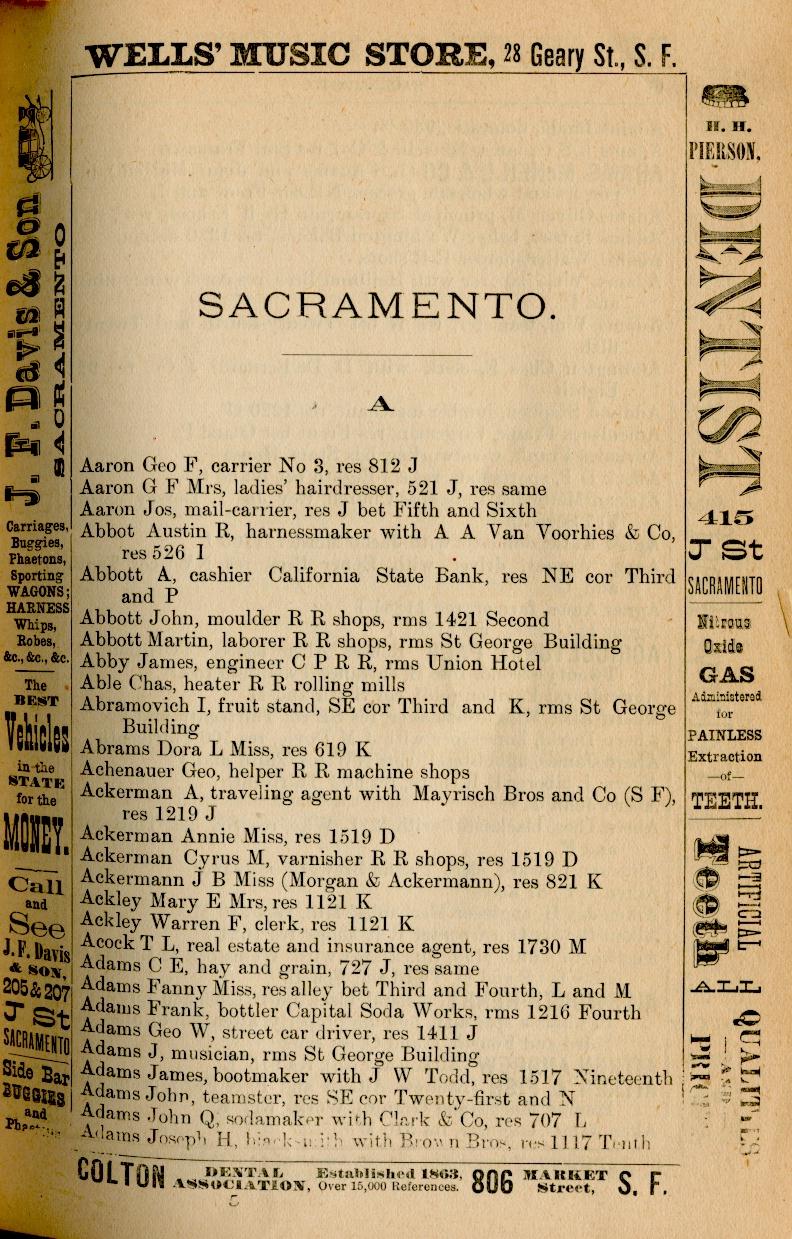 WELLS' MUSIC STORE, 28 Geary St., S. F.
J. F. Davis & Son
SACRAMENTO
Carriages,
Buggies,
Phaetons,
Sporting
WAGONS;
HARNESS
Whips,
Robes,
&c., &c., &c.
The
BEST
Vehicles
in the
STATE
for the
MONEY.
Call
and
See
J. F. Davis
& SON,
205 & 207
J St
SACRAMENTO
Side Bar
BUGGIES
and
SACRAMENTO.
A
Aaron Geo F, carrier No 3, res 812 J
Aaron G F Mrs, ladies' hairdresser, 521 J, res same
Aaron Jos, mail-carrier, res J bet Fifth and Sixth
Abbot Austin R, harnessmaker with A A Van Voorhies & Co,
res 526 I
Abbott A, cashier California State Bank, res NE cor Third
and P
Abbott John, moulder R R shops, rms 1421 Second
Abbott Martin, laborer R R shops, rms St George Building
Abby James, engineer C P R R, rms Union Hotel
Able Chas, heater R R rolling mills
Abramovich I, fruit stand, SE cor Third and K, rms St George
Building
Abrams Dora L Miss, res 619 K
Achenauer Geo, helper R R machine shops
Ackerman A, traveling agent with Mayrisch Bros and Co (S F),
res 1219 J
Ackerman Annie Miss, res 1519 D
Ackerman Cyrus M, varnisher R R shops, res 1519 D
Ackermann J B Miss (Morgan & Ackermann), res 821 K
Ackley Mary E Mrs, res 1121 K
Ackley Warren F, clerk, res 1121 K
Acock T L, real estate and insurance agent, res 1730 M
Adams C E, hay and grain, 727 J, res same
Adams Fanny Miss, res alley bet Third and Fourth, L and M
Adams Frank, bottler Capital Soda Works, rms 1216 Fourth
Adams Geo W, street car driver, res 1411 J
Adams J, musician, rms St George Building
Adams James, bootmaker with J W Todd, res 1517 Nineteenth
Adams John, teamster, res SE cor Twenty-first and N
Adams John Q, sodamaker with Clark & Co, res 707 L
Adams Joseph H, blacksmith with Brown Bros, res 1117 Tenth
H. H.
PIERSON,
DENTIST
415
J St
SACRAMENTO
Nitrous
Oxide
GAS
Administered
for
PAINLESS
Extraction
—of—
TEETH.
ARTIFICIAL
Teeth
ALL
QUALITIES
COLTON DENTAL ASSOCIATION, Established 1863, Over 15,000 References. 806 MARKET Street, S. F.